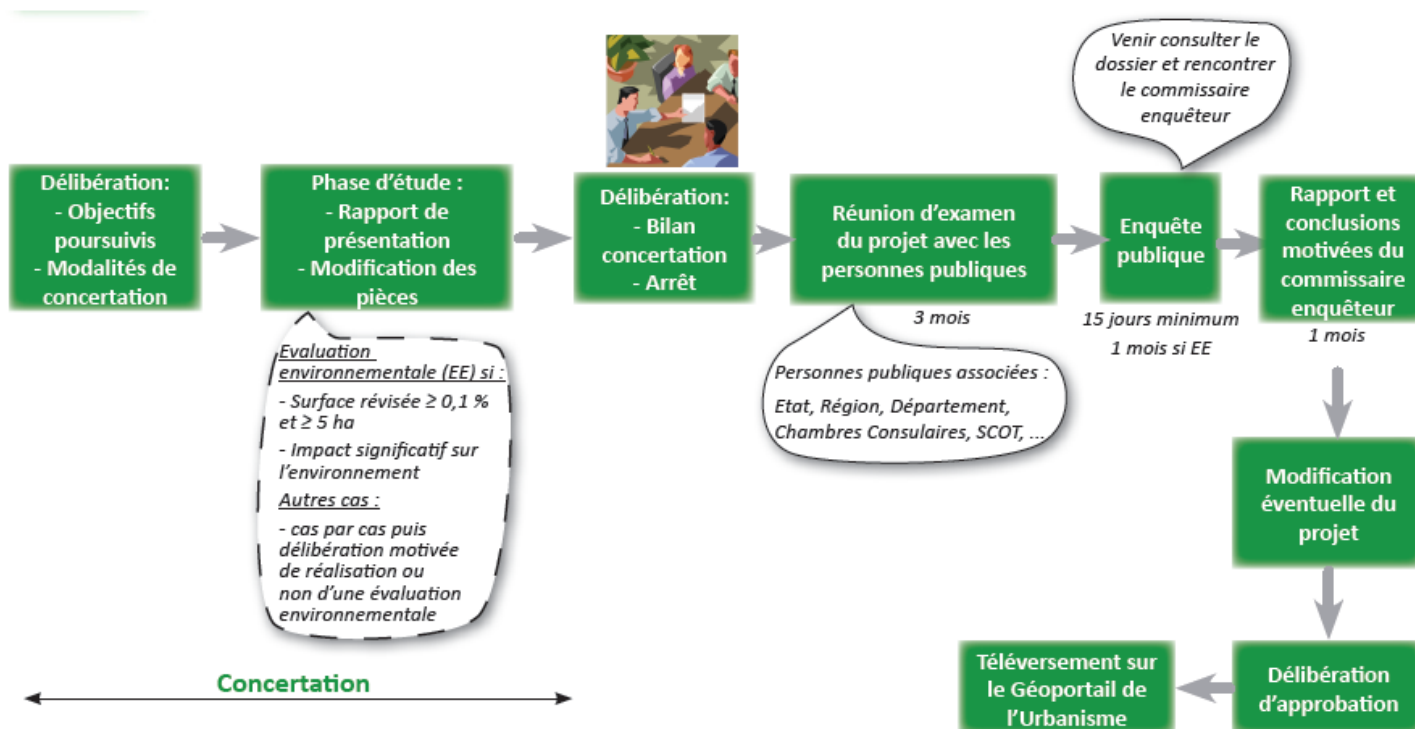 Venir consulter le
dossier et rencontrer
le commissaire
enquêteur
Délibération:
- Objectifs
poursuivis
- Modalités de
concertation
Phase d'étude :
- Rapport de
présentation
- Modification des
pièces
Délibération:
- Bilan
concertation
- Arrêt
Réunion d'examen
du projet avec les
personnes publiques
Enquête
publique
Rapport et
conclusions
motivées du
commissaire
enquêteur
3 mois
15 jours minimum
1 mois si EE
1 mois
Evaluation
environnementale (EE) si :
- Surface révisée ≥ 0,1 %
et ≥ 5 ha
- Impact significatif sur
l'environnement
Autres cas :
- cas par cas puis
délibération motivée
de réalisation ou
non d'une évaluation
environnementale
Personnes publiques associées :
Etat, Région, Département,
Chambres Consulaires, SCOT, ...
Modification
éventuelle du
projet
Concertation
Téléversement sur
le Géoportail de
l'Urbanisme
Délibération
d'approbation